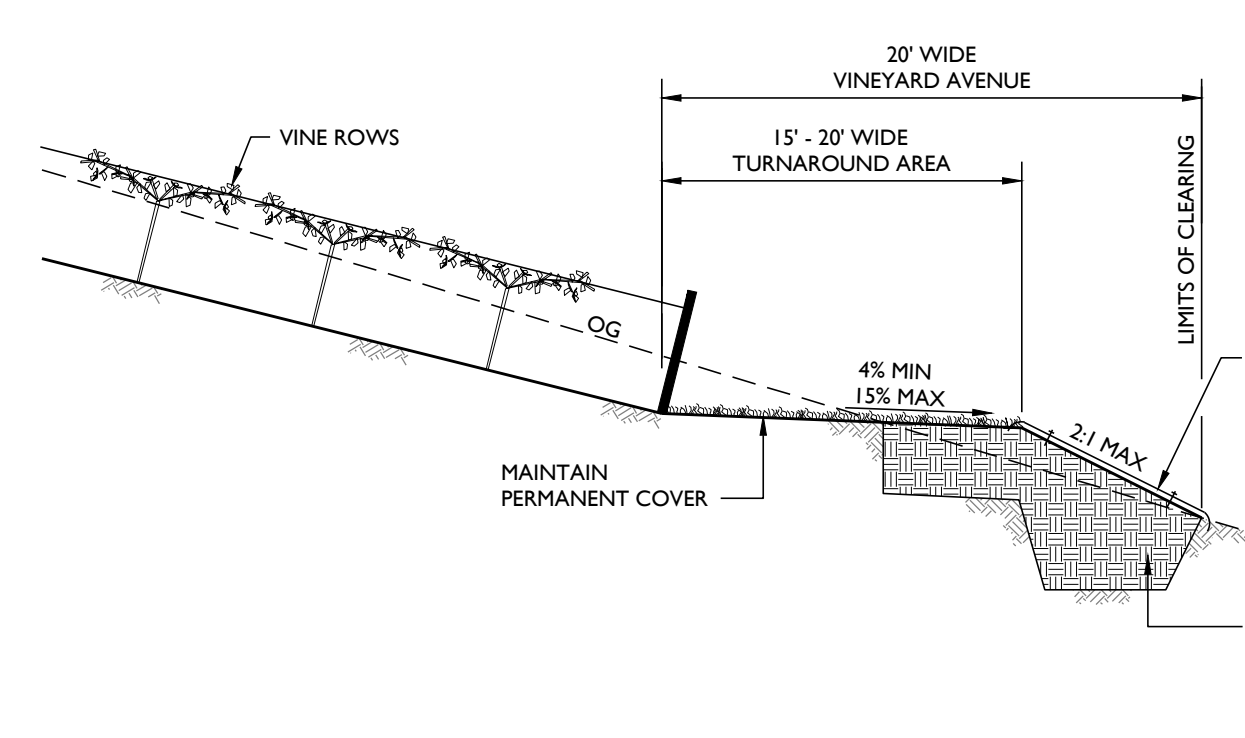 20' WIDE
VINEYARD AVENUE
15' - 20' WIDE
TURNAROUND AREA
VINE ROWS
LIMITS OF CLEARING
OG
4% MIN
15% MAX
2:1 MAX
MAINTAIN
PERMANENT COVER